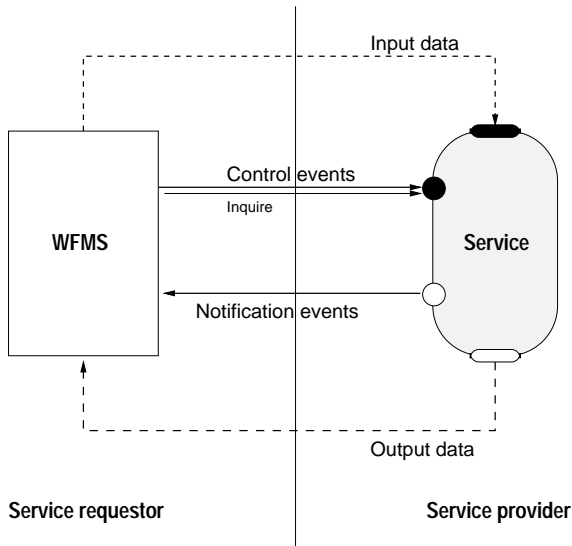 Input data
Control events
Inquire
WFMS
Service
Notification events
Output data
Service requestor
Service provider